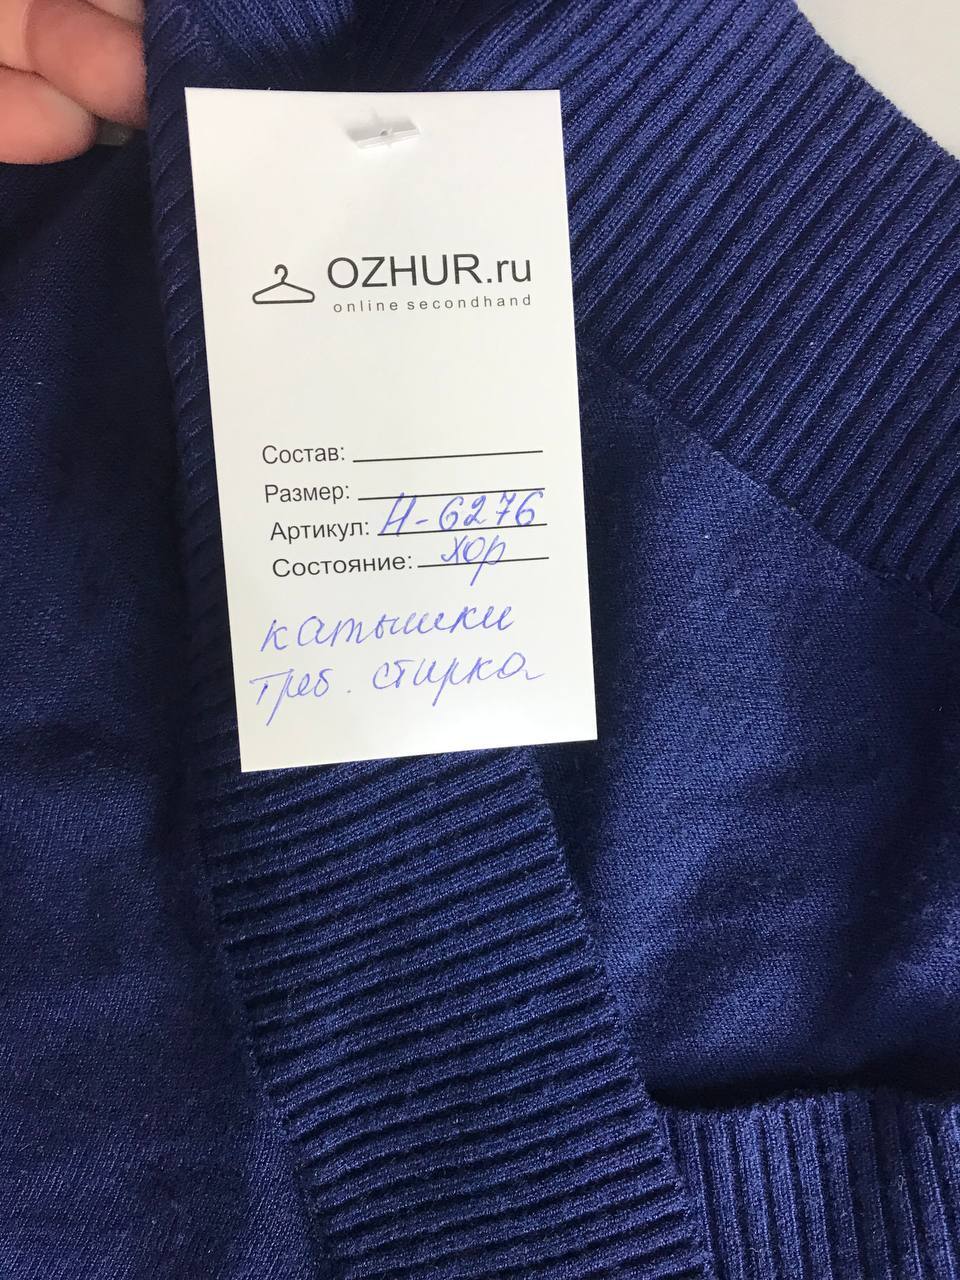 OZHUR.ru
online secondhand
Состав:
Размер:
Артикул: Н-6276
Состояние: хор
катышки
треб. стирка